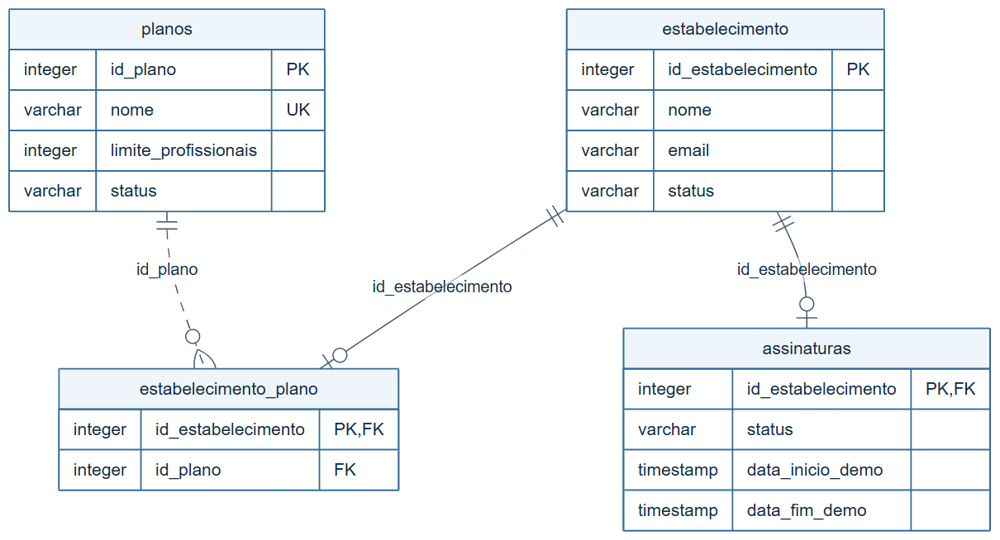 planos
integer id_plano PK
varchar nome UK
integer limite_profissionais
varchar status
estabelecimento
integer id_estabelecimento PK
varchar nome
varchar email
varchar status
id_plano
id_estabelecimento
id_estabelecimento
estabelecimento_plano
integer id_estabelecimento PK,FK
integer id_plano FK
assinaturas
integer id_estabelecimento PK,FK
varchar status
timestamp data_inicio_demo
timestamp data_fim_demo